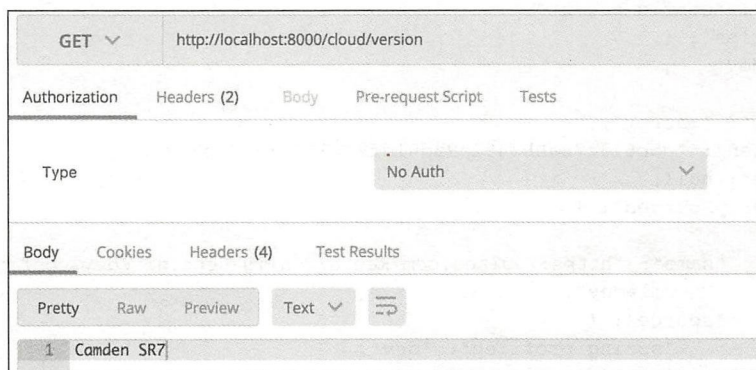 GET http://localhost:8000/cloud/version
Authorization Headers (2) Body Pre-request Script Tests
Type No Auth
Body Cookies Headers (4) Test Results
Pretty Raw Preview Text
1 Camden SR7